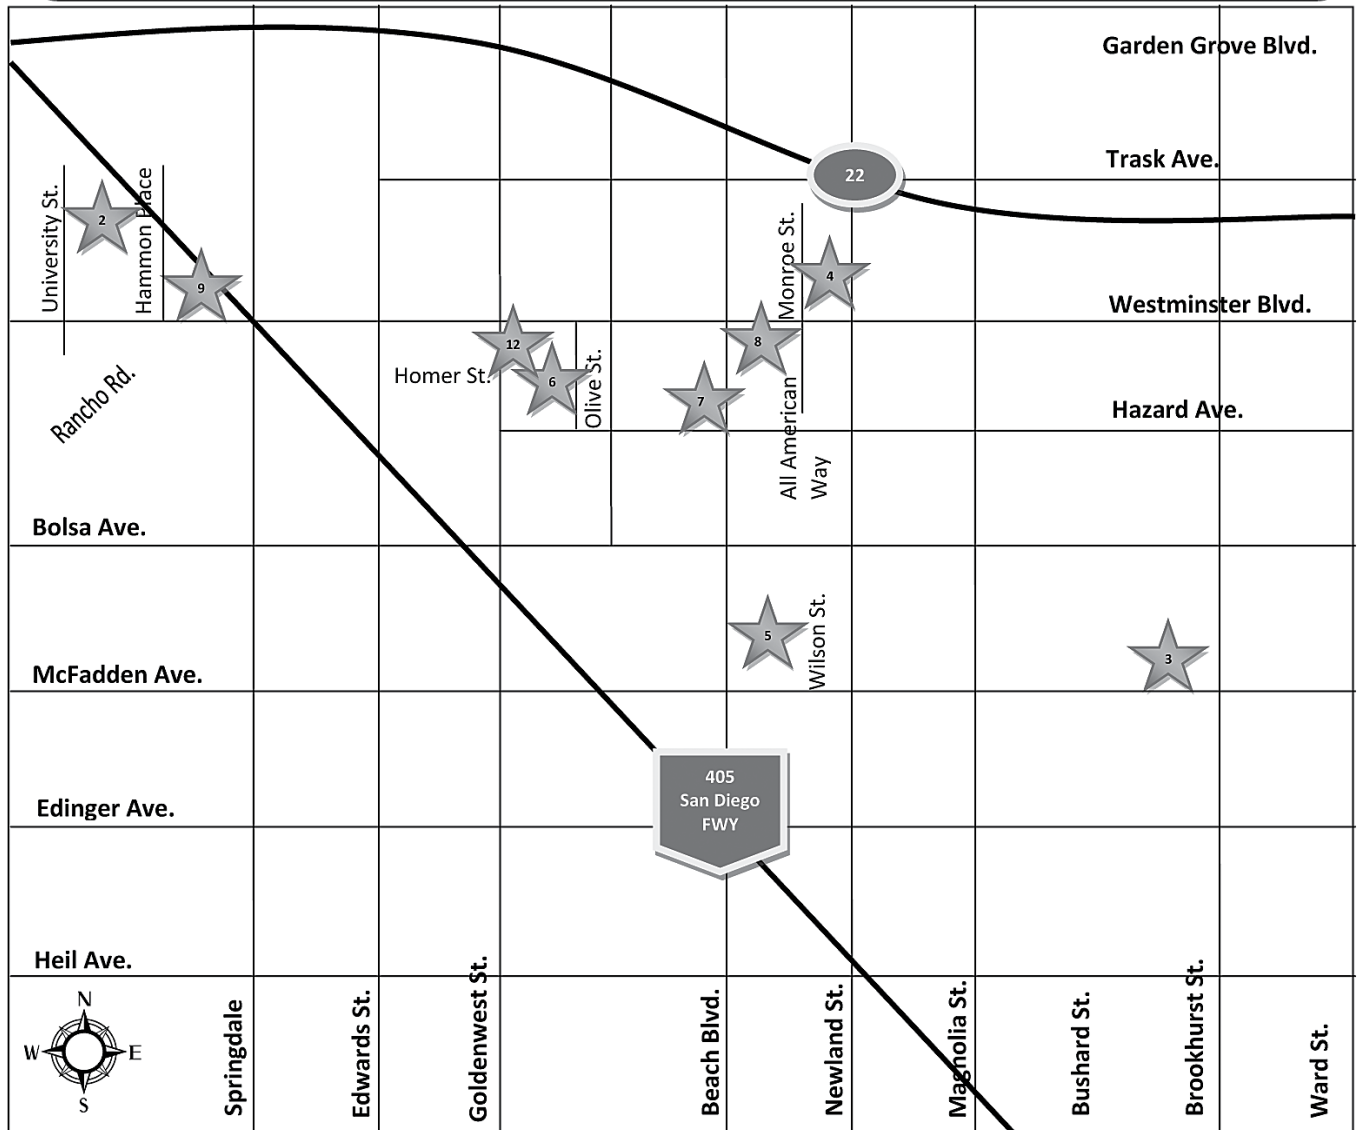 Garden Grove Blvd.
Trask Ave.
22
University St.
2
Hammon Place
9
Monroe St.
4
Westminster Blvd.
12
8
Homer St.
6
Olive St.
7
Rancho Rd.
All American
Way
Hazard Ave.
Bolsa Ave.
5
Wilson St.
3
McFadden Ave.
405
San Diego
FWY
Edinger Ave.
Heil Ave.
N
W
E
S
Springdale
Edwards St.
Goldenwest St.
Beach Blvd.
Newland St.
Magnolia St.
Bushard St.
Brookhurst St.
Ward St.